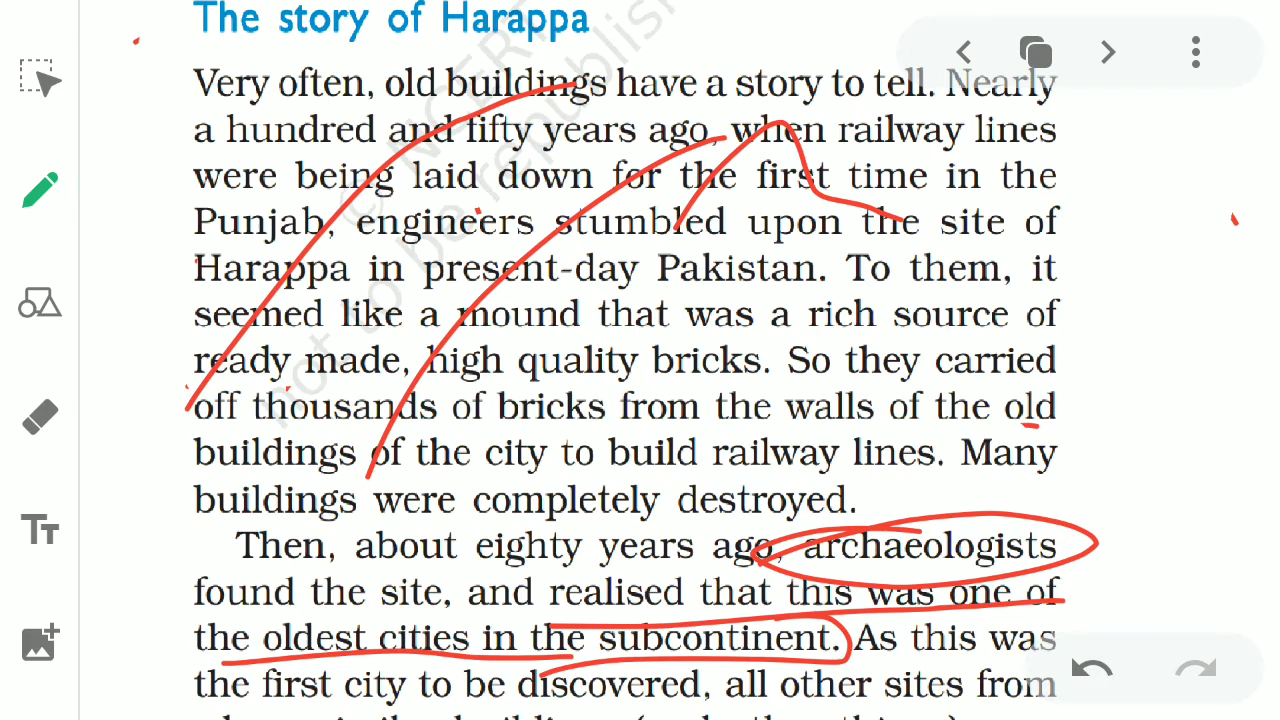 The story of Harappa
Very often, old buildings have a story to tell. Nearly
a hundred and fifty years ago, when railway lines
were being laid down for the first time in the
Punjab, engineers stumbled upon the site of
Harappa in present-day Pakistan. To them, it
seemed like a mound that was a rich source of
ready made, high quality bricks. So they carried
off thousands of bricks from the walls of the old
buildings of the city to build railway lines. Many
buildings were completely destroyed.
Then, about eighty years ago, archaeologists
found the site, and realised that this was one of
the oldest cities in the subcontinent. As this was
the first city to be discovered, all other sites from
© NCERT
not to be republish